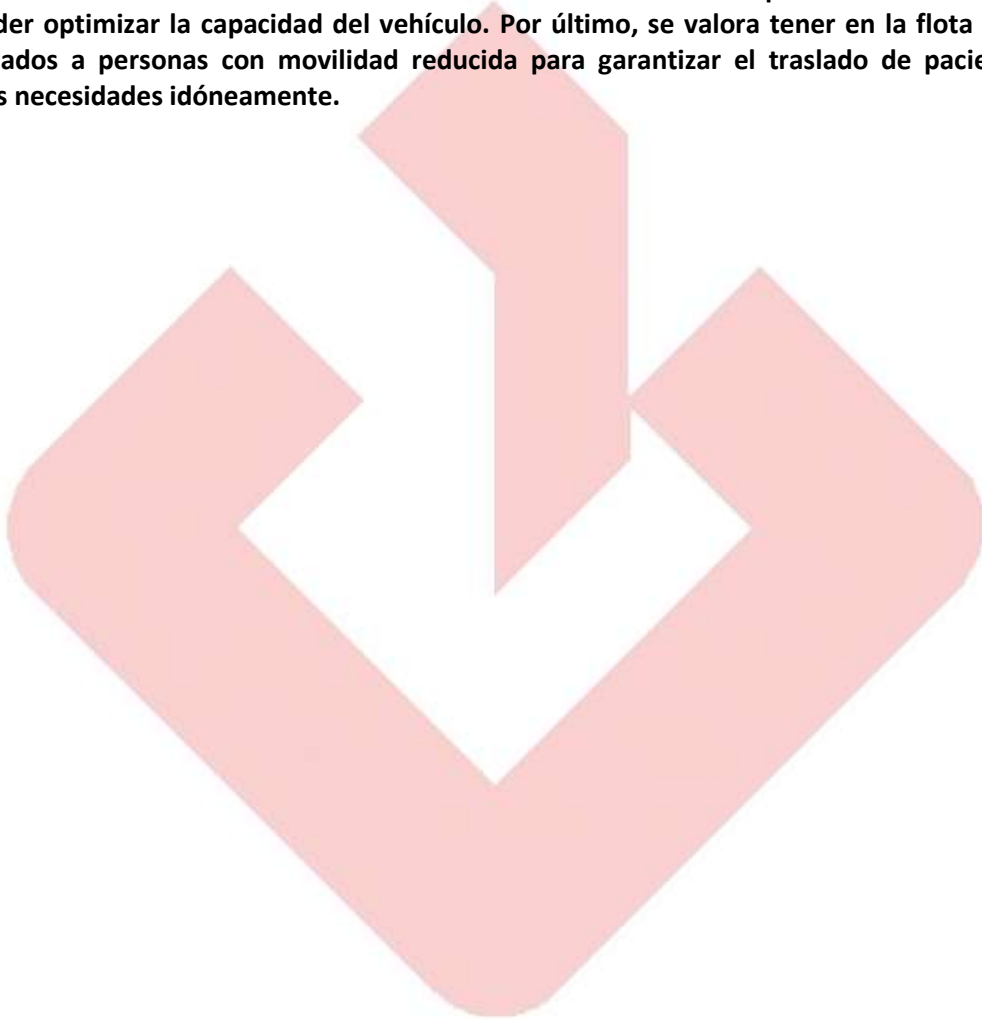 der optimizar la capacidad del vehículo. Por último, se valora tener en la flota
ados a personas con movilidad reducida para garantizar el traslado de pacie
s necesidades idóneamente.